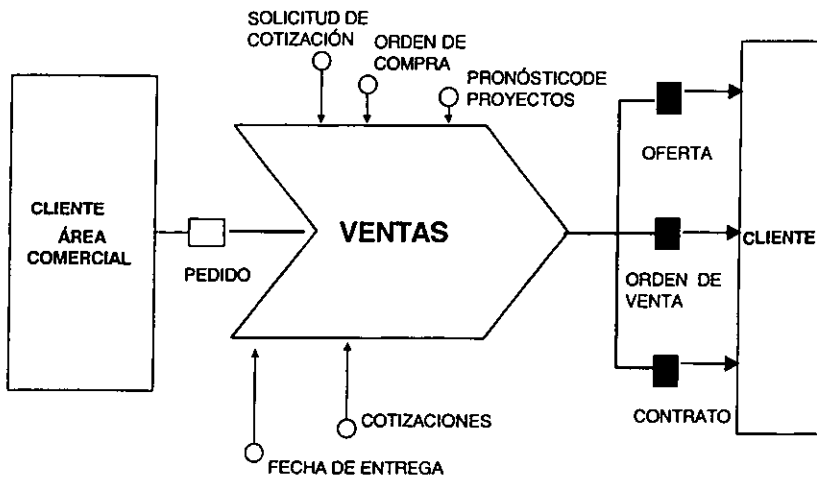 SOLICITUD DE
COTIZACIÓN
ORDEN DE
COMPRA
PRONÓSTICODE
PROYECTOS
CLIENTE
ÁREA
COMERCIAL
PEDIDO
VENTAS
OFERTA
ORDEN DE
VENTA
CLIENTE
CONTRATO
COTIZACIONES
FECHA DE ENTREGA